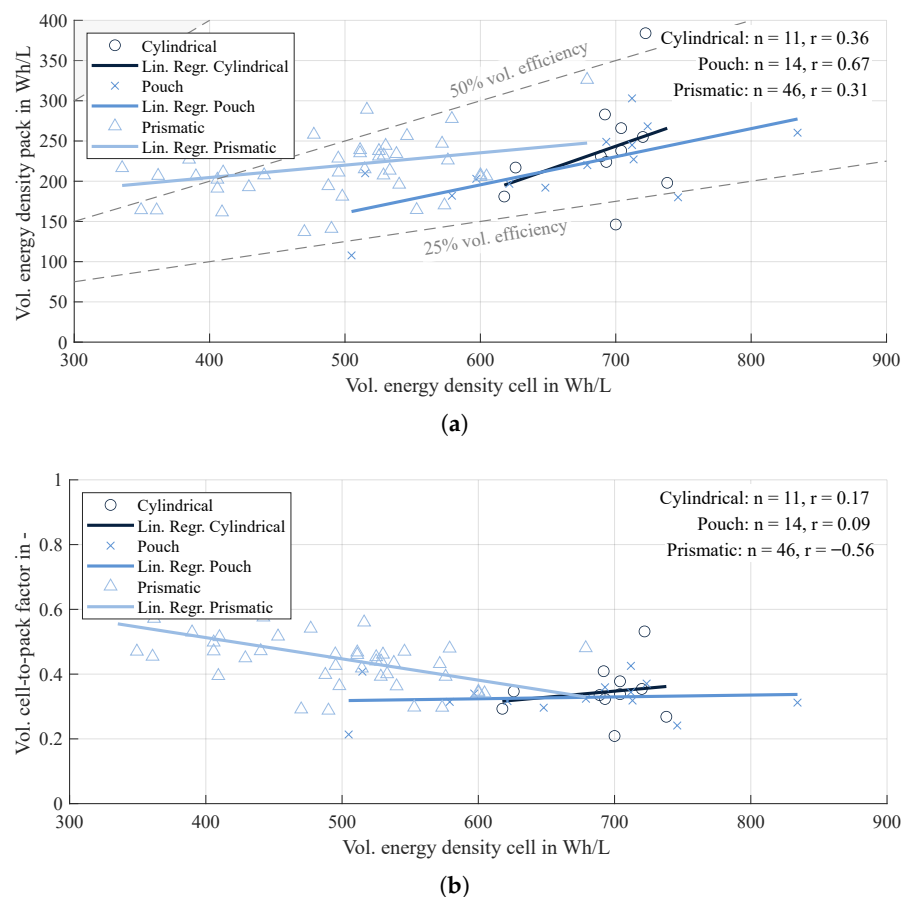 400
350
300
250
200
150
100
50
0
Vol. energy density pack in Wh/L
Cylindrical
Lin. Regr. Cylindrical
Pouch
Lin. Regr. Pouch
Prismatic
Lin. Regr. Prismatic
50% vol. efficiency
25% vol. efficiency
Cylindrical: n = 11, r = 0.36
Pouch: n = 14, r = 0.67
Prismatic: n = 46, r = 0.31
300 400 500 600 700 800 900
Vol. energy density cell in Wh/L
(a)
1
0.8
0.6
0.4
0.2
0
Vol. cell-to-pack factor in -
Cylindrical
Lin. Regr. Cylindrical
Pouch
Lin. Regr. Pouch
Prismatic
Lin. Regr. Prismatic
Cylindrical: n = 11, r = 0.17
Pouch: n = 14, r = 0.09
Prismatic: n = 46, r = −0.56
300 400 500 600 700 800 900
Vol. energy density cell in Wh/L
(b)